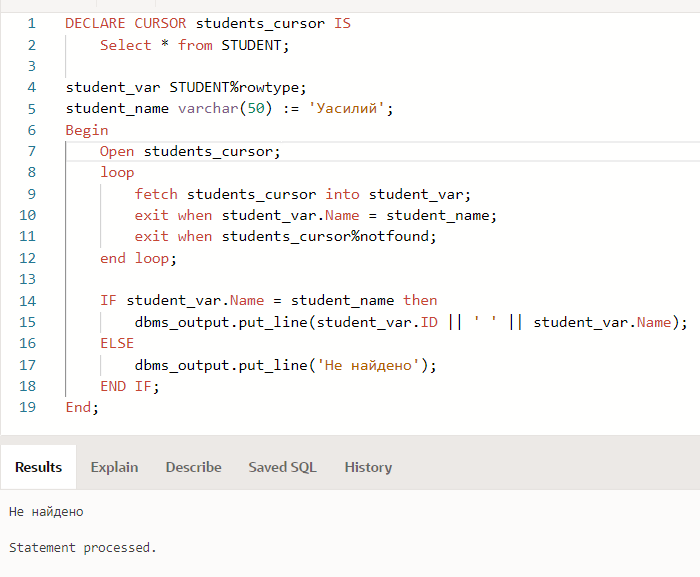 1 DECLARE CURSOR students_cursor IS
2 Select * from STUDENT;
3
4 student_var STUDENT%rowtype;
5 student_name varchar(50) := 'Уасилий';
6 Begin
7 Open students_cursor;
8 loop
9 fetch students_cursor into student_var;
10 exit when student_var.Name = student_name;
11 exit when students_cursor%notfound;
12 end loop;
13
14 IF student_var.Name = student_name then
15 dbms_output.put_line(student_var.ID || ' ' || student_var.Name);
16 ELSE
17 dbms_output.put_line('Не найдено');
18 END IF;
19 End;
Results Explain Describe Saved SQL History
Не найдено
Statement processed.